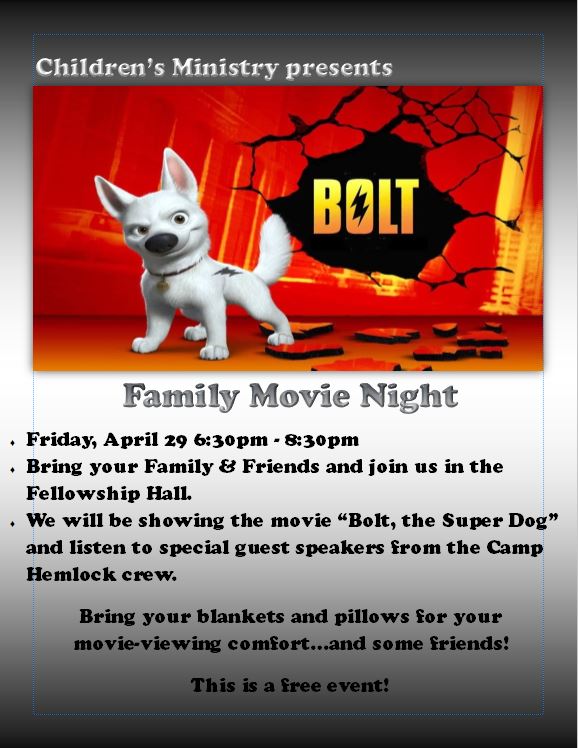 Children's Ministry presents
BOLT
Family Movie Night
Friday, April 29 6:30pm - 8:30pm
Bring your Family & Friends and join us in the
Fellowship Hall.
We will be showing the movie “Bolt, the Super Dog”
and listen to special guest speakers from the Camp
Hemlock crew.
Bring your blankets and pillows for your
movie-viewing comfort...and some friends!
This is a free event!